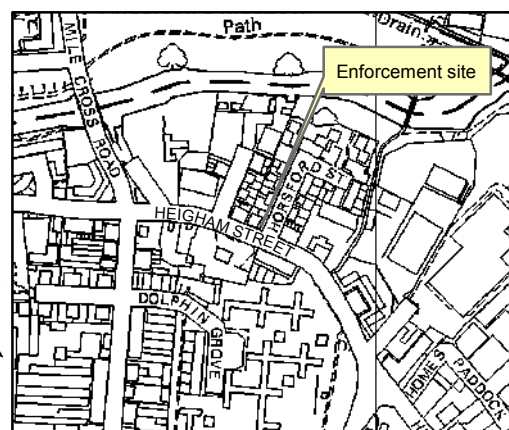 Path
Drain
Enforcement site
MILE CROSS ROAD
HORSFORD ST
HEIGHAM STREET
DOLPHIN GROVE
HOMES
PADDOCK